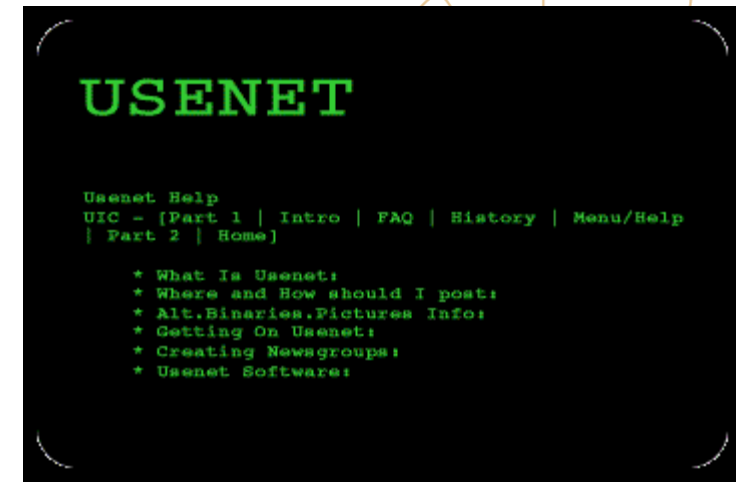 USENET
Usenet Help
UIC - [Part 1 | Intro | FAQ | History | Menu/Help
| Part 2 | Home]
* What Is Usenet:
* Where and How should I post:
* Alt.Binaries.Pictures Info:
* Getting On Usenet:
* Creating Newsgroups:
* Usenet Software: